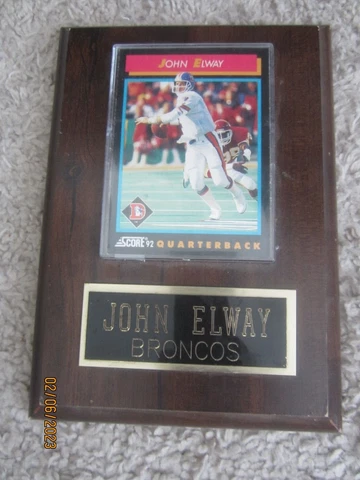 JOHN ELWAY
SCORE 92 QUARTERBACK
JOHN ELWAY
BRONCOS
02/06/2023